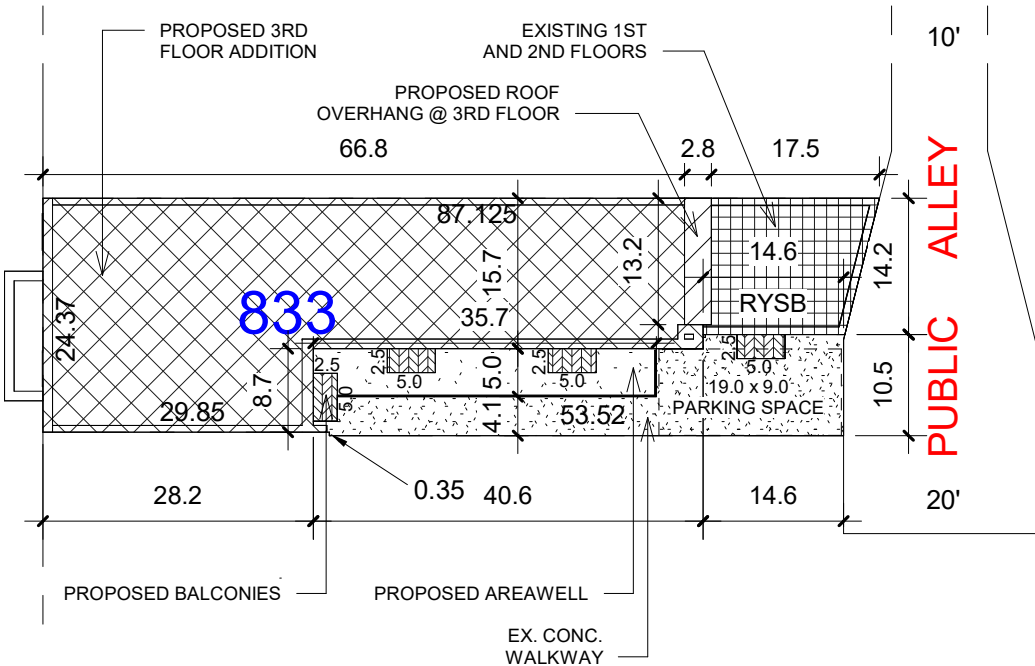 PROPOSED 3RD
FLOOR ADDITION
EXISTING 1ST
AND 2ND FLOORS
10'
PROPOSED ROOF
OVERHANG @ 3RD FLOOR
66.8
2.8
17.5
PUBLIC ALLEY
87.125
15.7
13.2
14.6
14.2
RYSB
833
35.7
24.37
8.7
2.5
5.0
2.5
5.0
5.0
2.5
5.0
2.5
5.0
19.0 x 9.0
PARKING SPACE
10.5
29.85
4.1
53.52
0.35
28.2
40.6
14.6
20'
PROPOSED BALCONIES
PROPOSED AREAWELL
EX. CONC.
WALKWAY